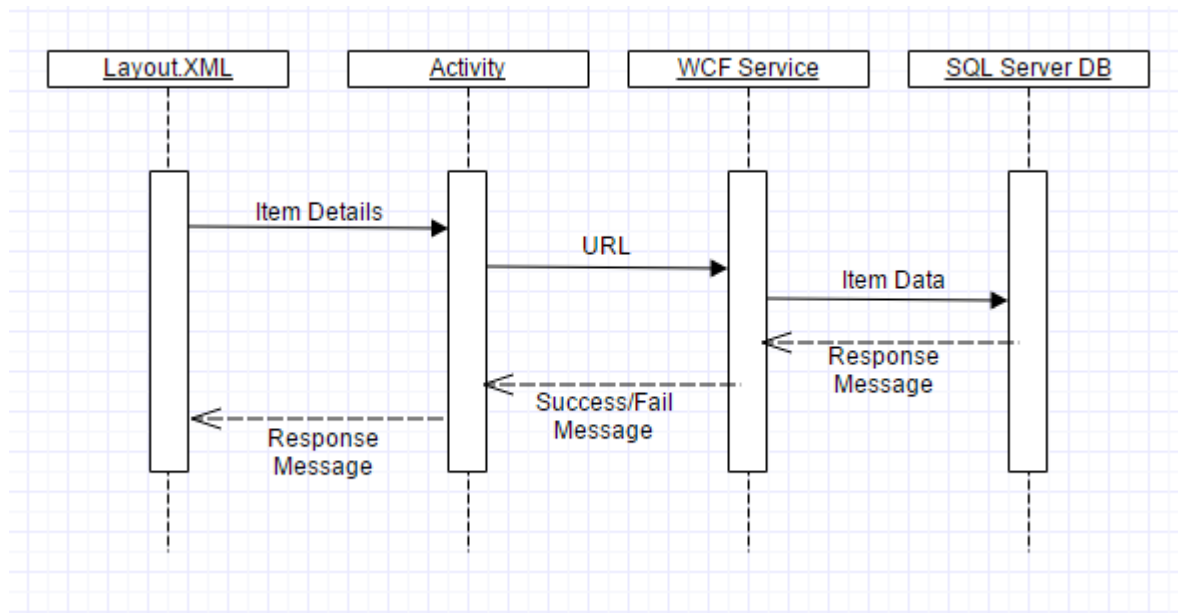 Layout.XML
Activity
WCF Service
SQL Server DB
Item Details
URL
Item Data
Response
Message
Success/Fail
Message
Response
Message